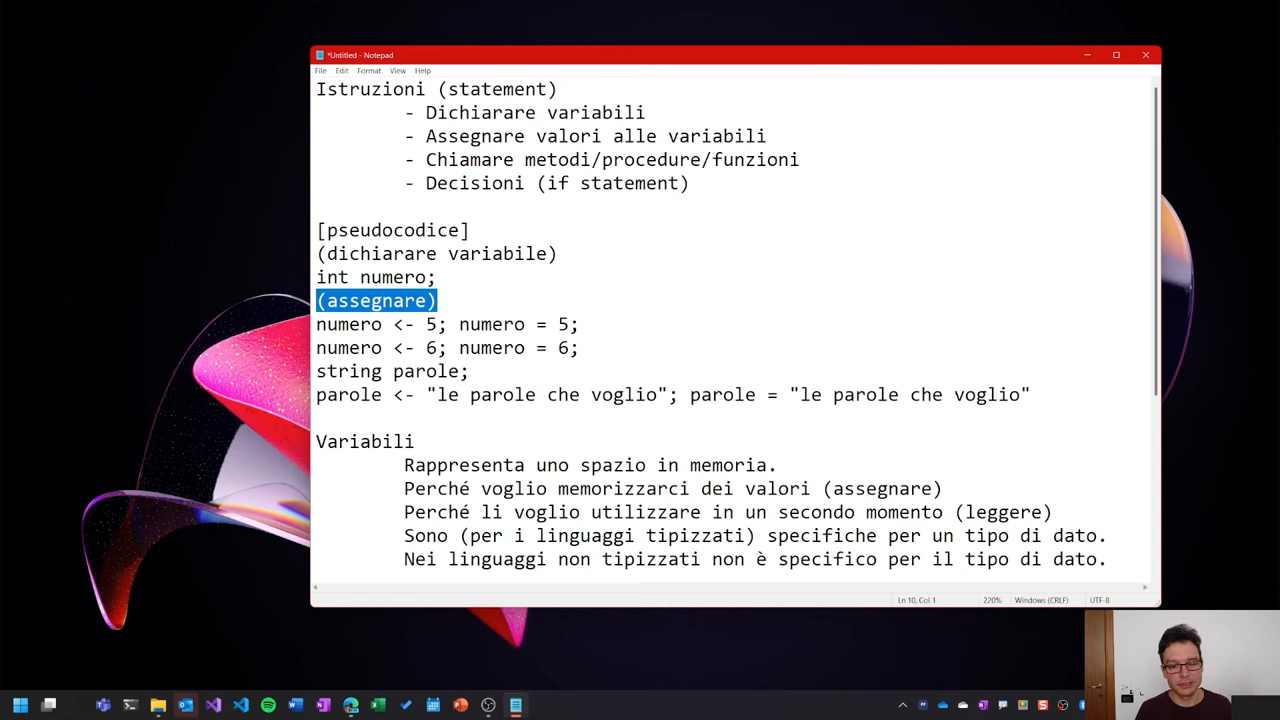 *Untitled - Notepad
File Edit Format View Help
Istruzioni (statement)
- Dichiarare variabili
- Assegnare valori alle variabili
- Chiamare metodi/procedure/funzioni
- Decisioni (if statement)
[pseudocodice]
(dichiarare variabile)
int numero;
(assegnare)
numero <- 5; numero = 5;
numero <- 6; numero = 6;
string parole;
parole <- "le parole che voglio"; parole = "le parole che voglio"
Variabili
Rappresenta uno spazio in memoria.
Perché voglio memorizzarci dei valori (assegnare)
Perché li voglio utilizzare in un secondo momento (leggere)
Sono (per i linguaggi tipizzati) specifiche per un tipo di dato.
Nei linguaggi non tipizzati non è specifico per il tipo di dato.
Ln 10, Col 1 220% Windows (CRLF) UTF-8